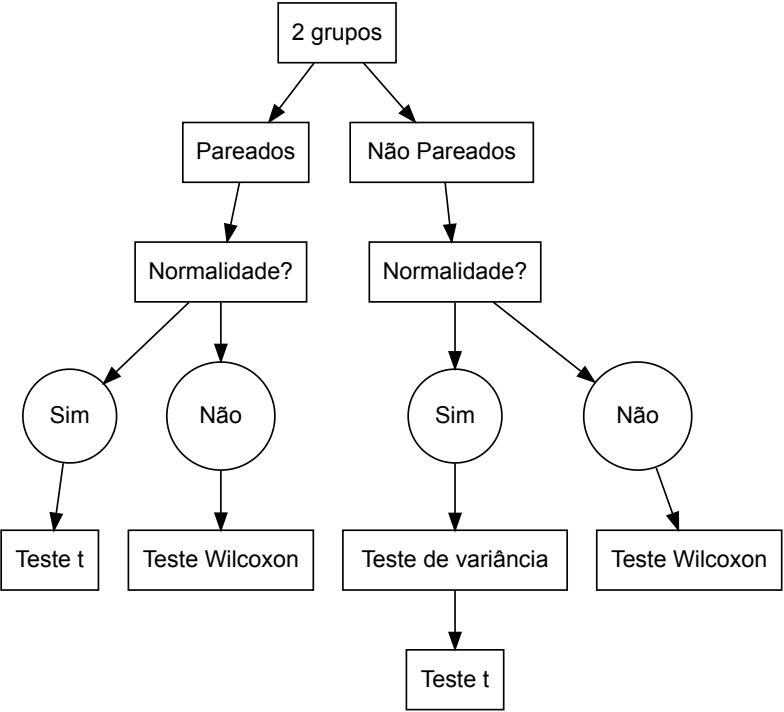 2 grupos
Pareados
Não Pareados
Normalidade?
Normalidade?
Sim
Não
Sim
Não
Teste t
Teste Wilcoxon
Teste de variância
Teste Wilcoxon
Teste t